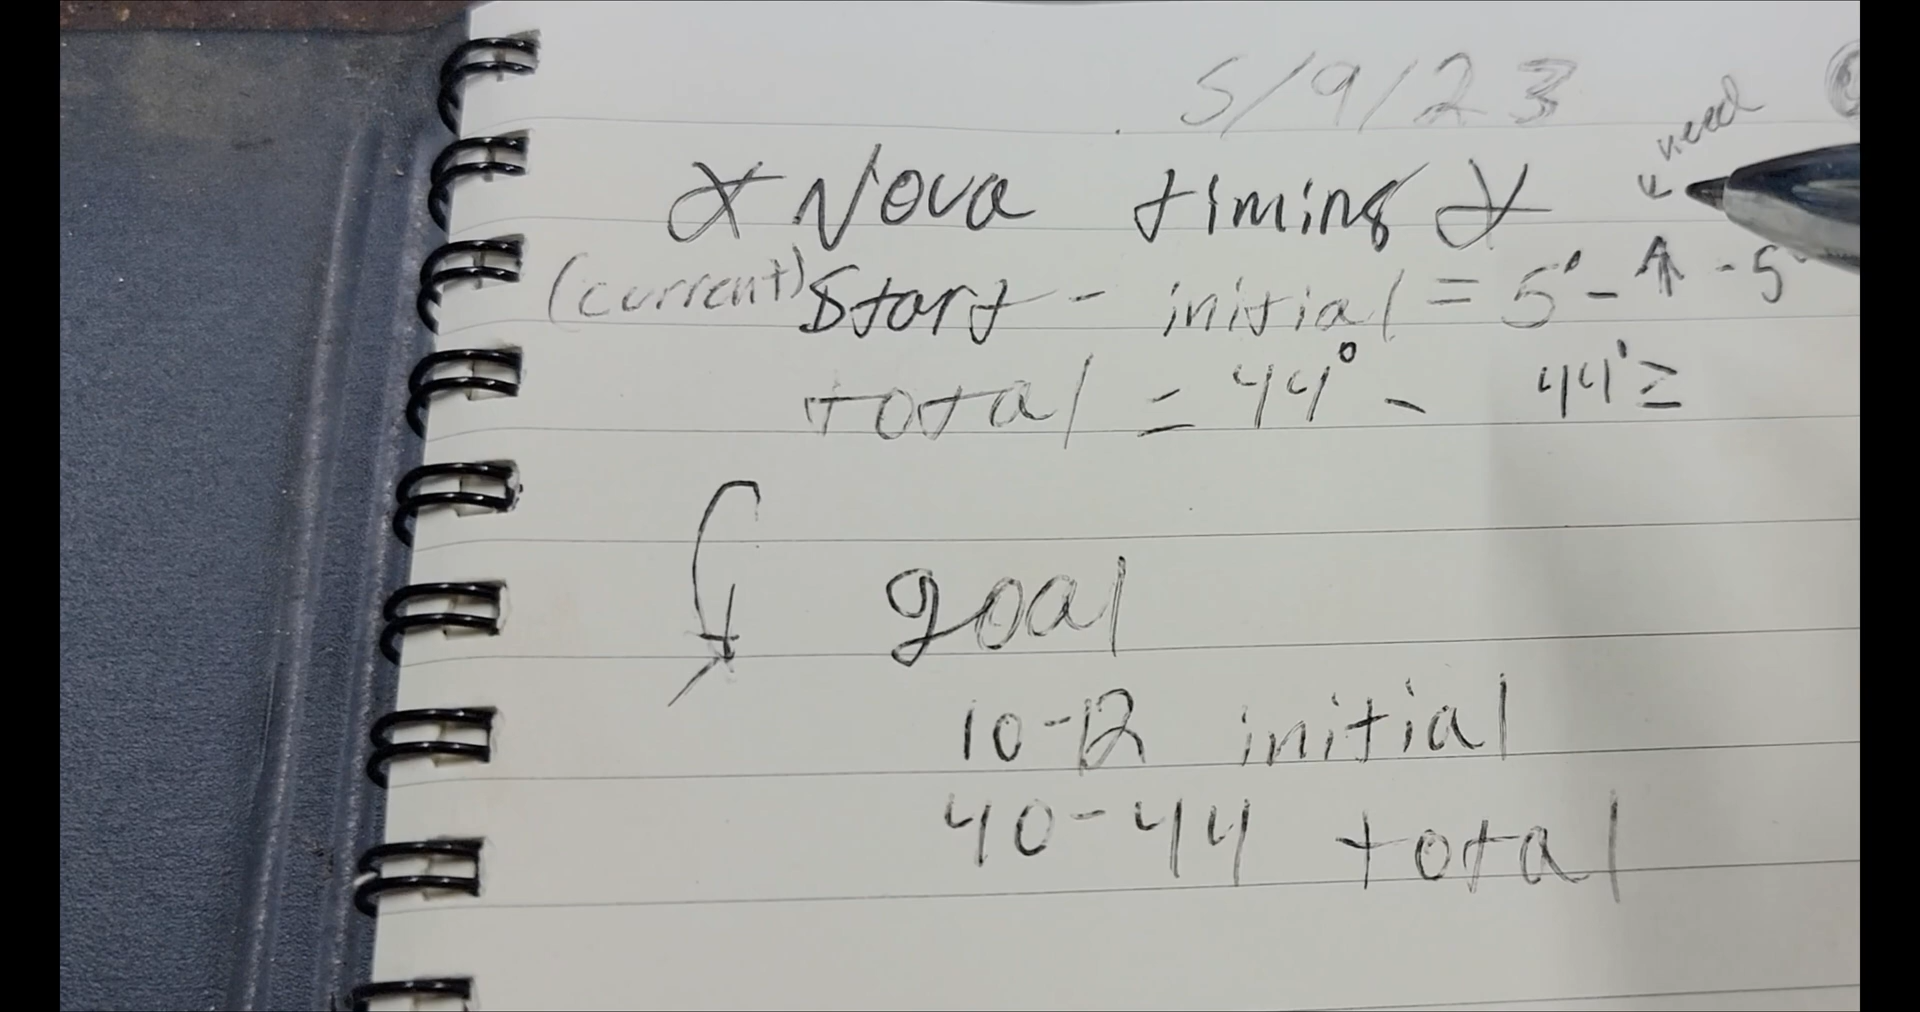 5/9/23
need
* Nova timing *
(current) Start - initial = 5° - ↑ - 5°
total = 44° - 44° ≥
goal
10-12 initial
40-44 total